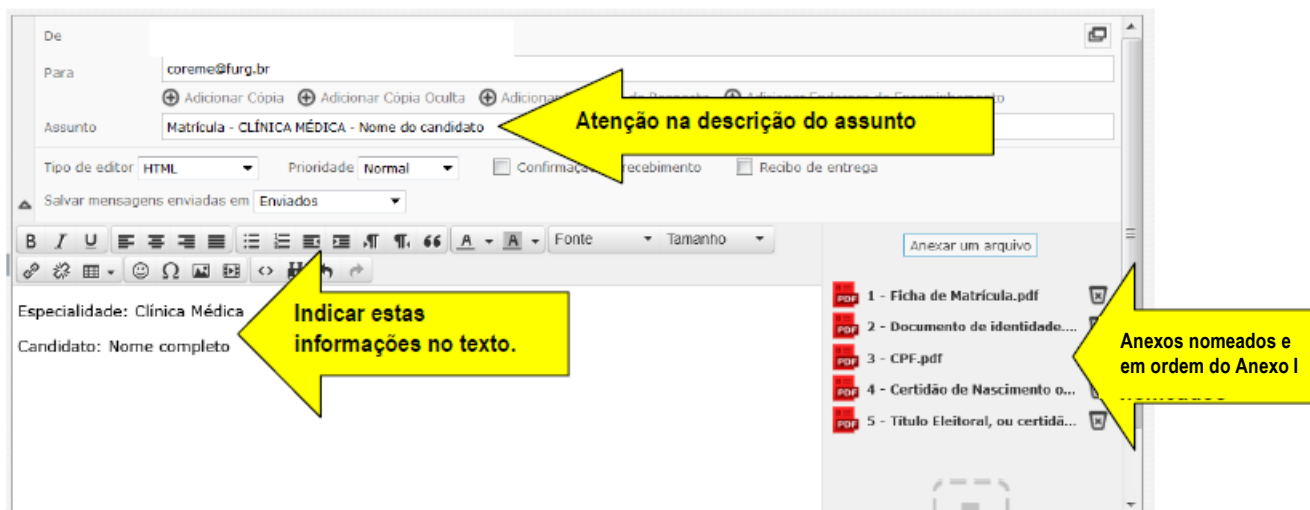 De
Para
coreme@furg.br
Adicionar Cópia Adicionar Cópia Oculta Adicionar
Assunto
Matrícula - CLÍNICA MÉDICA - Nome do candidato
Atenção na descrição do assunto
Tipo de editor HTML Prioridade Normal Confirmação recebimento Recibo de entrega
Salvar mensagens enviadas em Enviados
B I U A A Fonte Tamanho
Anexar um arquivo
Especialidade: Clínica Médica
Candidato: Nome completo
Indicar estas
informações no texto.
1 - Ficha de Matrícula.pdf
2 - Documento de identidade....
3 - CPF.pdf
4 - Certidão de Nascimento o...
5 - Título Eleitoral, ou certidã...
Anexos nomeados e
em ordem do Anexo I